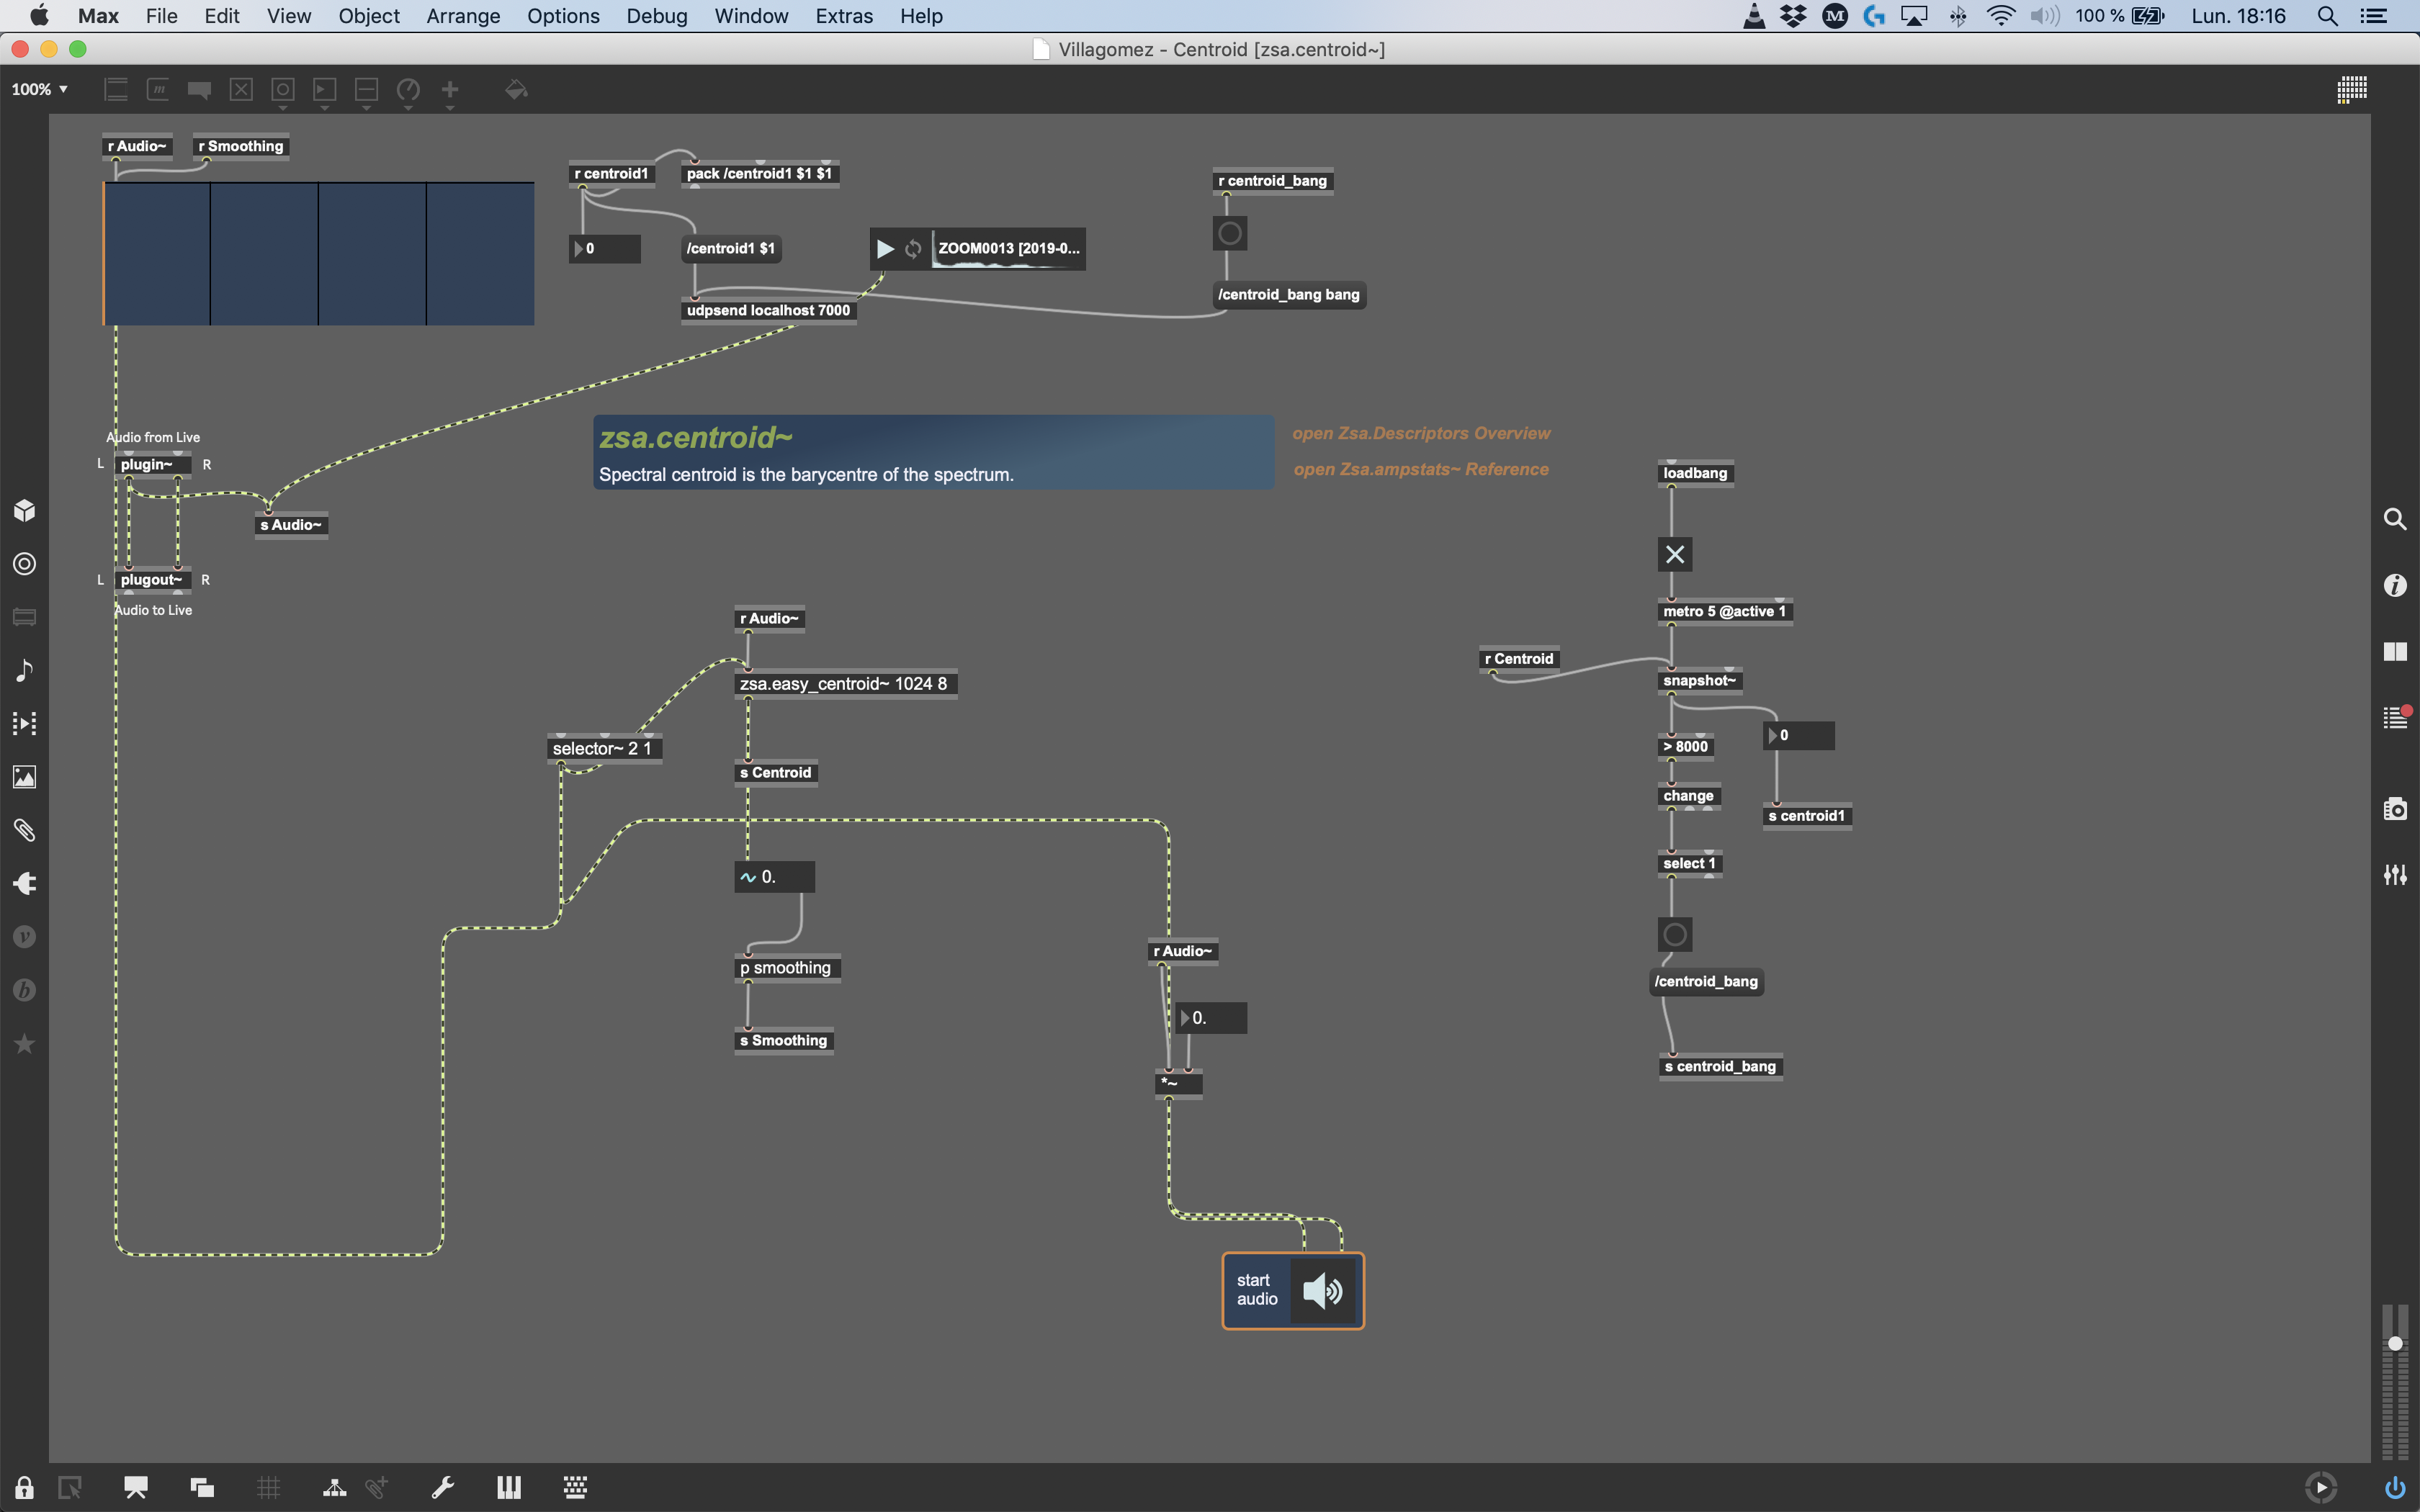 Max File Edit View Object Arrange Options Debug Window Extras Help
100 % Lun. 18:16
Villagomez - Centroid [zsa.centroid~]
100%
r Audio~
r Smoothing
r centroid1
pack /centroid1 $1 $1
r centroid_bang
0
/centroid1 $1
ZOOM0013 [2019-0...
/centroid_bang bang
udpsend localhost 7000
Audio from Live
L
plugin~
R
s Audio~
L
plugout~
R
Audio to Live
zsa.centroid~
Spectral centroid is the barycentre of the spectrum.
open Zsa.Descriptors Overview
open Zsa.ampstats~ Reference
loadbang
metro 5 @active 1
r Audio~
r Centroid
zsa.easy_centroid~ 1024 8
snapshot~
selector~ 2 1
> 8000
0
s Centroid
change
s centroid1
select 1
0.
r Audio~
p smoothing
/centroid_bang
0.
s Smoothing
*~
s centroid_bang
start
audio